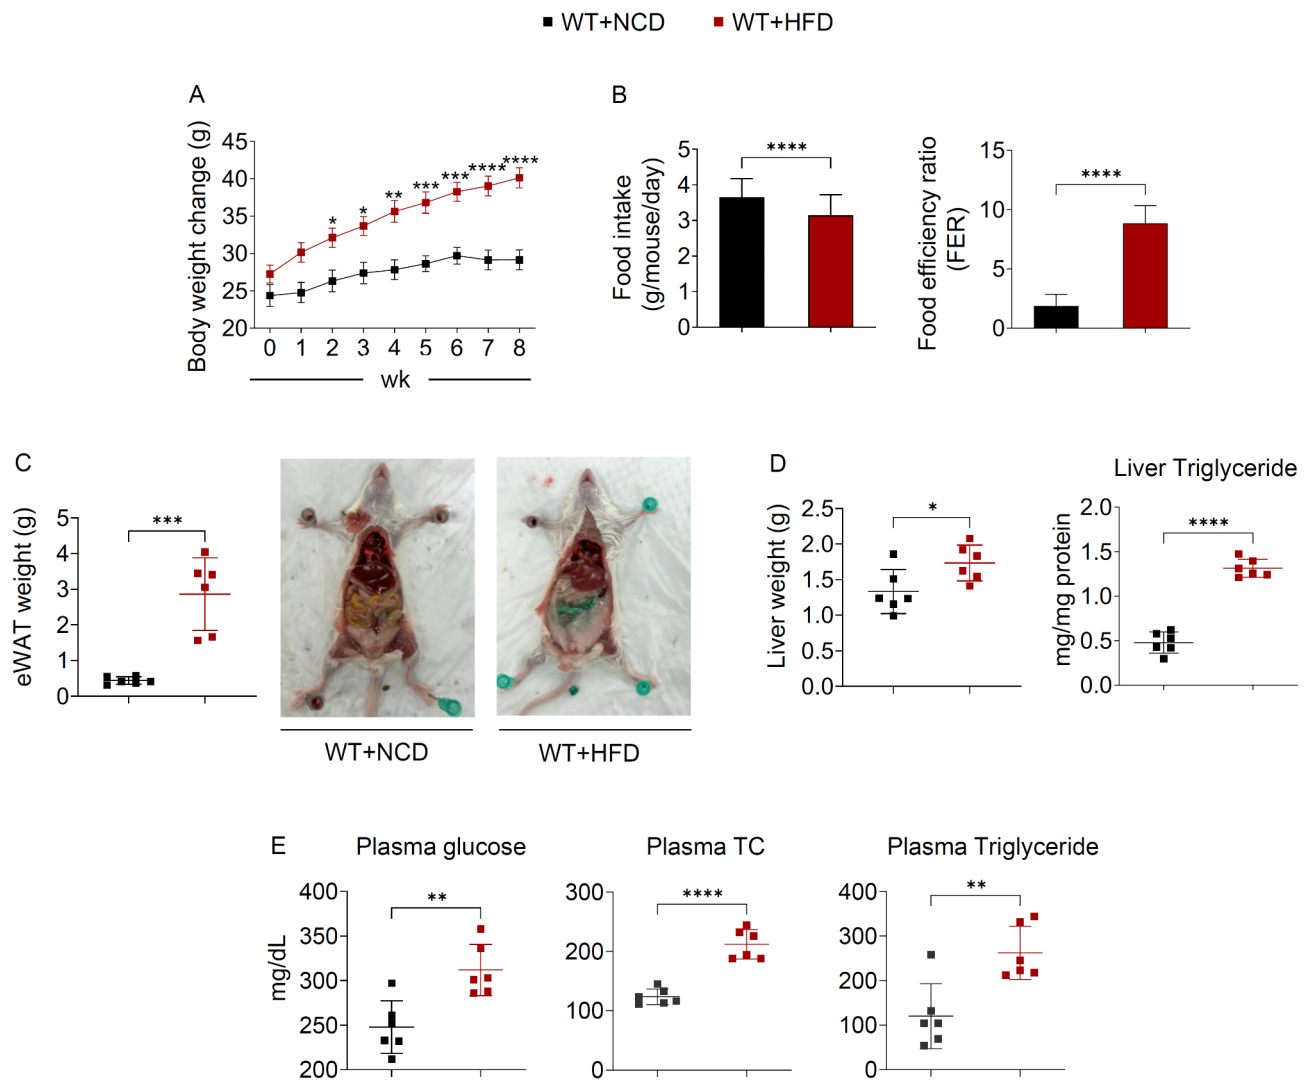 WT+NCD WT+HFD
A
Body weight change (g)
45
40
35
30
25
20
* * ** *** *** **** ****
0 1 2 3 4 5 6 7 8
wk
B
Food intake
(g/mouse/day)
5
4
3
2
1
0
****
Food efficiency ratio
(FER)
15
10
5
0
****
C
eWAT weight (g)
5
4
3
2
1
0
***
WT+NCD
WT+HFD
D
Liver weight (g)
2.5
2.0
1.5
1.0
0.5
0.0
*
Liver Triglyceride
mg/mg protein
2.0
1.5
1.0
0.5
0.0
****
E
Plasma glucose
mg/dL
400
350
300
250
200
**
Plasma TC
300
200
100
0
****
Plasma Triglyceride
400
300
200
100
0
**